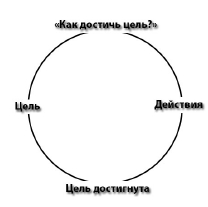 «Как достичь цель?»
Цель
Действия
Цель достигнута